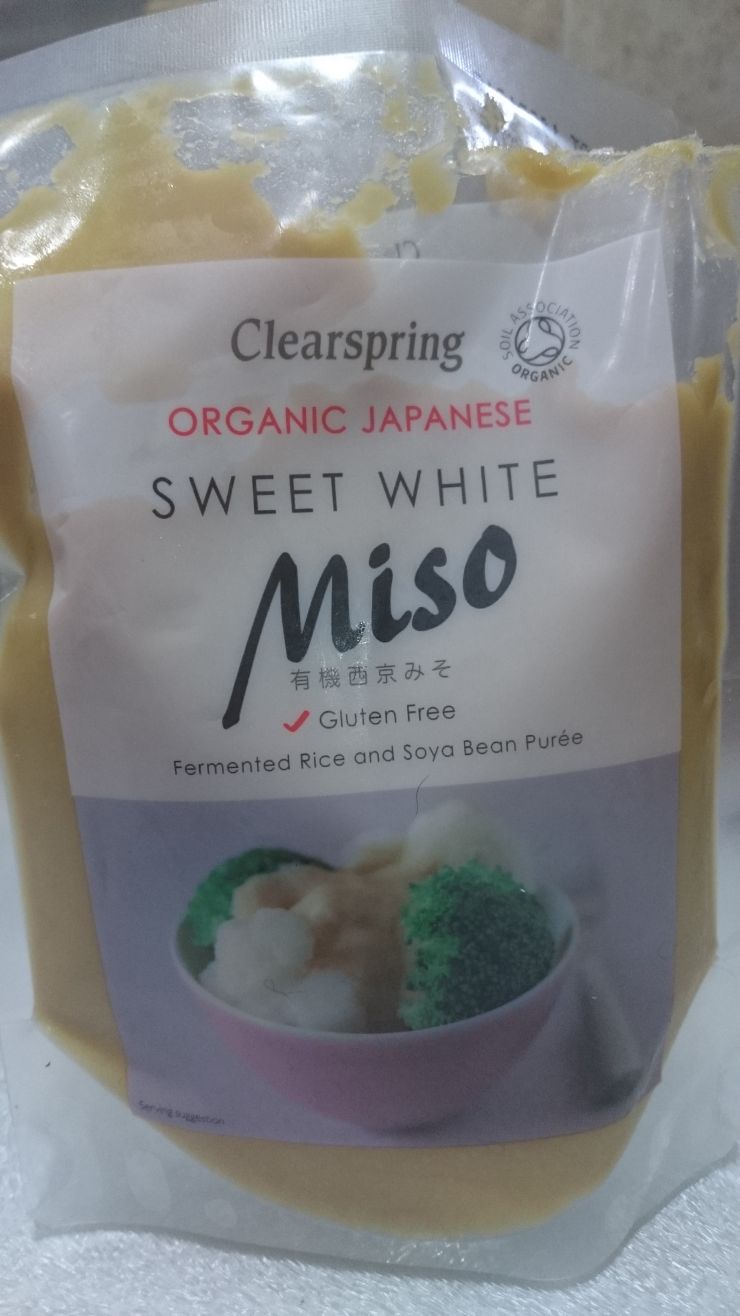 Clearspring
SOIL ASSOCIATION
ORGANIC
ORGANIC JAPANESE
SWEET WHITE
Miso
有機西京みそ
Gluten Free
Fermented Rice and Soya Bean Purée
Serving suggestion